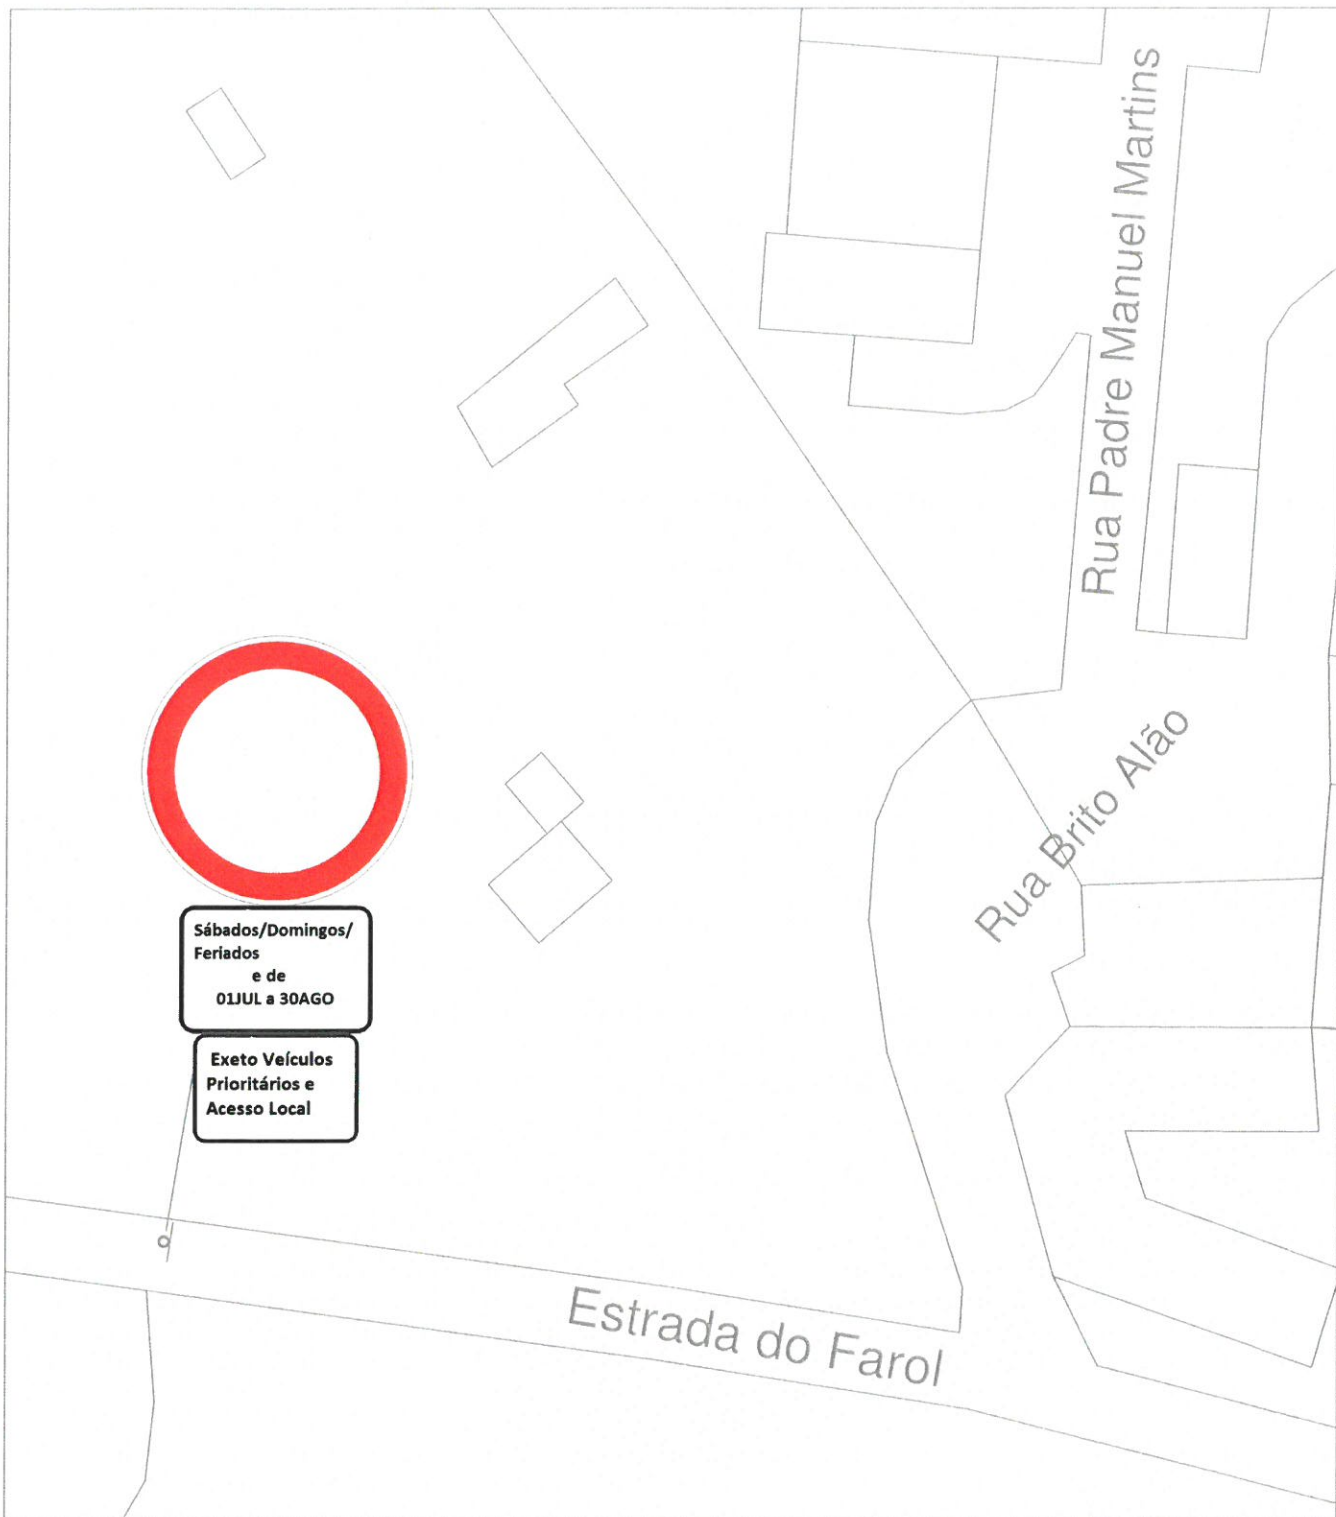 Rua Padre Manuel Martins
Rua Brito Alão
Sábados/Domingos/
Feriados
e de
01JUL a 30AGO
Exeto Veículos
Prioritários e
Acesso Local
Estrada do Farol